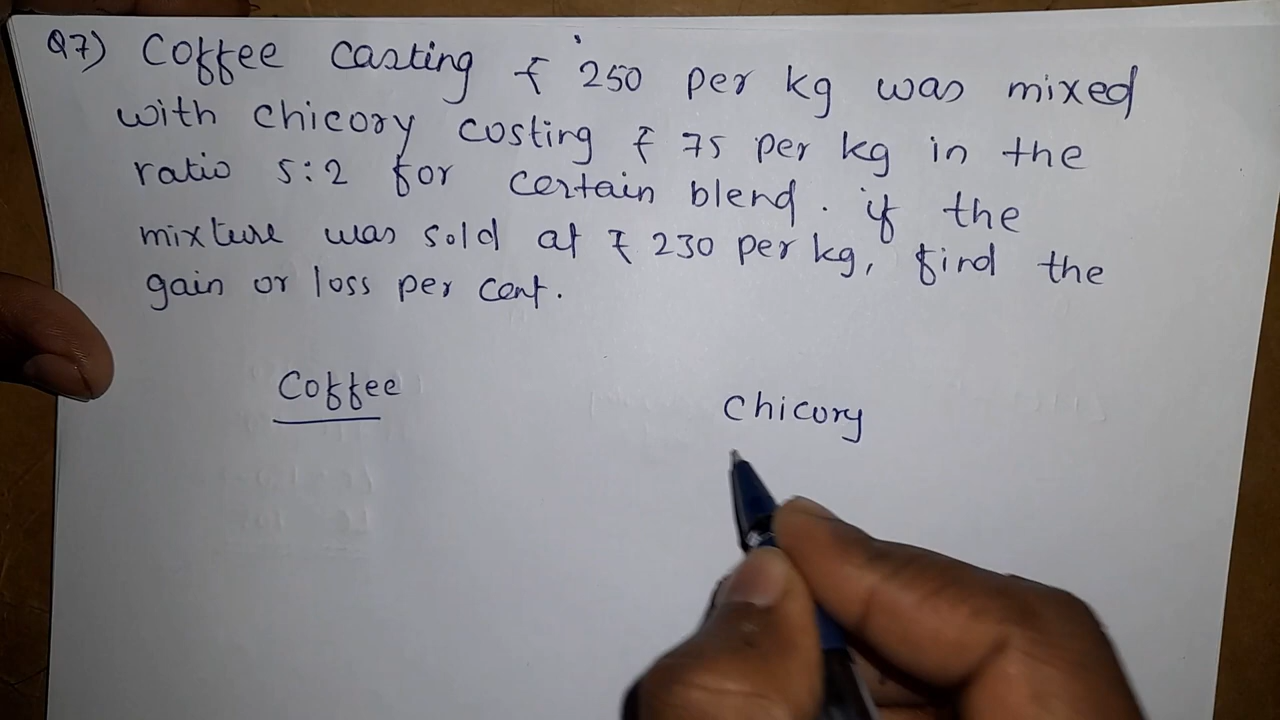 Q7) Coffee casting ₹ 250 per kg was mixed
with chicory costing ₹ 75 per kg in the
ratio 5:2 for certain blend. if the
mixture was sold at ₹ 230 per kg, find the
gain or loss per cent.
Coffee
Chicory